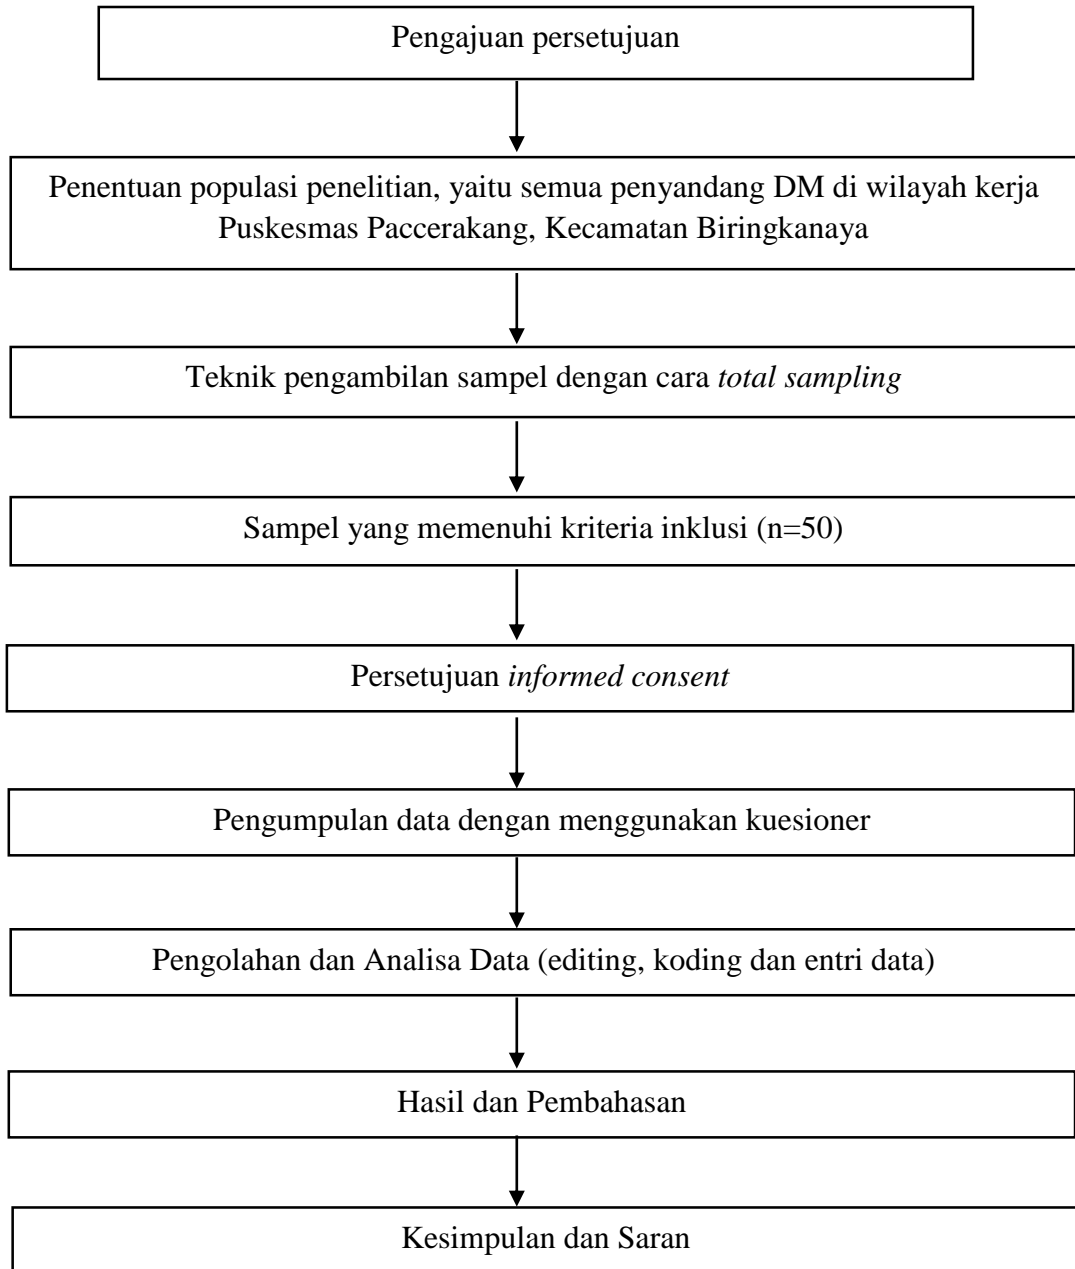 Pengajuan persetujuan
Penentuan populasi penelitian, yaitu semua penyandang DM di wilayah kerja
Puskesmas Paccerakang, Kecamatan Biringkanaya
Teknik pengambilan sampel dengan cara total sampling
Sampel yang memenuhi kriteria inklusi (n=50)
Persetujuan informed consent
Pengumpulan data dengan menggunakan kuesioner
Pengolahan dan Analisa Data (editing, koding dan entri data)
Hasil dan Pembahasan
Kesimpulan dan Saran